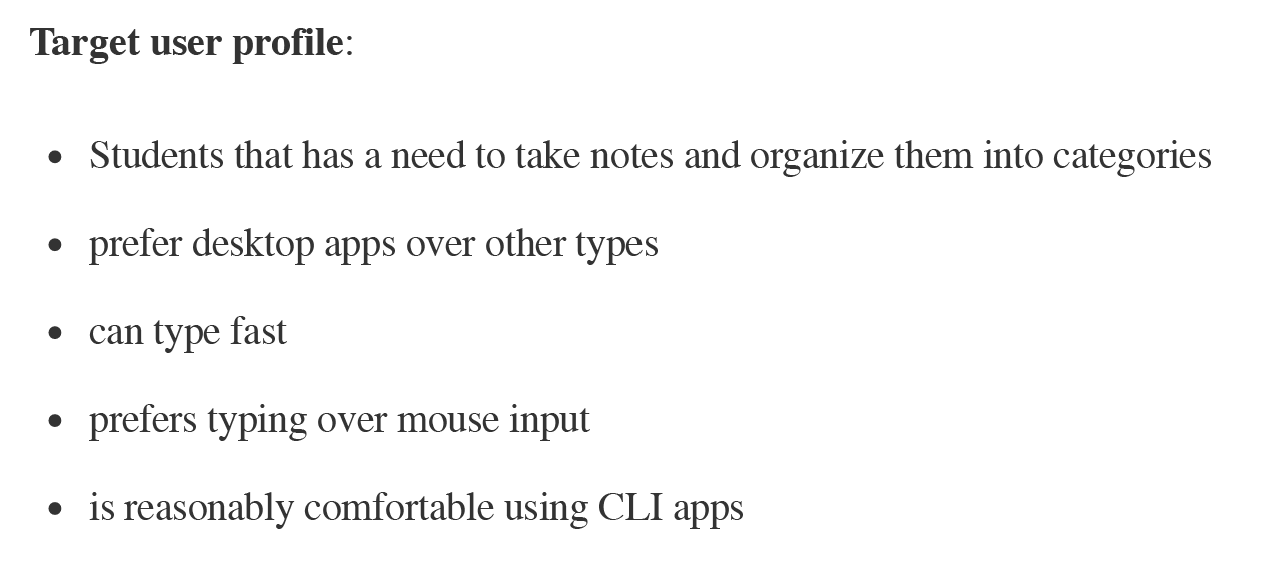 Target user profile:
• Students that has a need to take notes and organize them into categories
• prefer desktop apps over other types
• can type fast
• prefers typing over mouse input
• is reasonably comfortable using CLI apps